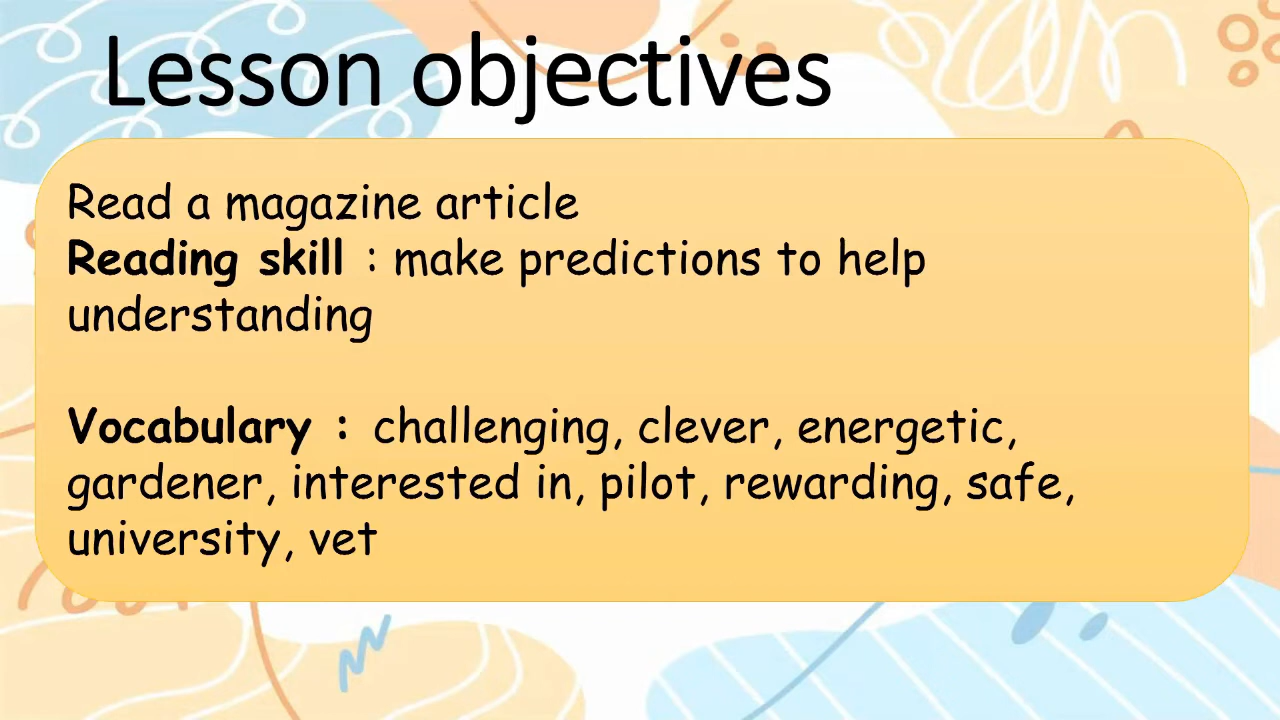 Lesson objectives
Read a magazine article
Reading skill : make predictions to help
understanding
Vocabulary : challenging, clever, energetic,
gardener, interested in, pilot, rewarding, safe,
university, vet